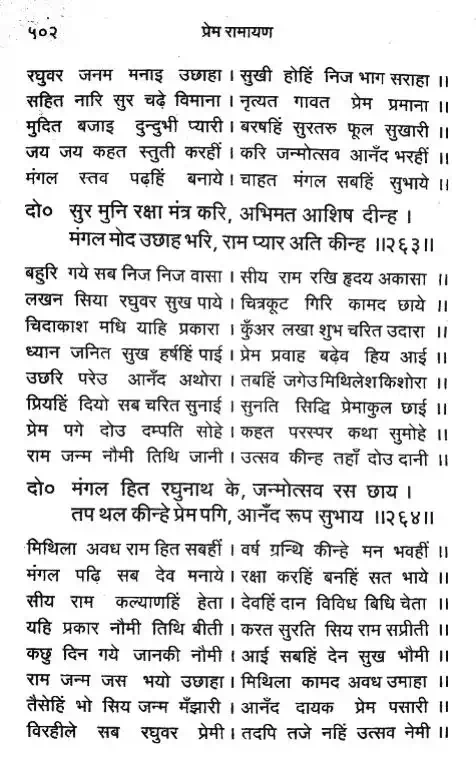 ५०२ प्रेम रामायण
रघुवर जनम मनाइ उछाहा । सुखी होहिं निज भाग सराहा ।।
सहित नारि सुर चढ़े विमाना । नृत्यत गावत प्रेम प्रमाना ।।
मुदित बजाइ दुन्दुभी प्यारी । बरषहिं सुरतरु फूल सुखारी ।।
जय जय कहत स्तुती करहीं । करि जन्मोत्सव आनँद भरहीं ।।
मंगल स्तव पढ़हिं बनाये । चाहत मंगल सबहिं सुभाये ।।
दो० सुर मुनि रक्षा मंत्र करि, अभिमत आशिष दीन्ह ।
मंगल मोद उछाह भरि, राम प्यार अति कीन्ह ।।२६३।।
बहुरि गये सब निज निज वासा । सीय राम रखि हृदय अकासा ।।
लखन सिया रघुवर सुख पाये । चित्रकूट गिरि कामद छाये ।।
चिदाकाश मधि याहि प्रकारा । कुँअर लखा शुभ चरित उदारा ।।
ध्यान जनित सुख हर्षहिं पाई । प्रेम प्रवाह बढ़ेव हिय आई ।।
उछरि परेउ आनँद अथोरा । तबहिं जगेउ मिथिलेश किशोरा ।।
प्रियहिं दियो सब चरित सुनाई । सुनति सिद्धि प्रेमाकुल छाई ।।
प्रेम पगे दोउ दम्पति सोहे । कहत परस्पर कथा सुमोहे ।।
राम जन्म नौमी तिथि जानी । उत्सव कीन्ह तहाँ दोउ दानी ।।
दो० मंगल हित रघुनाथ के, जन्मोत्सव रस छाय ।
तप थल कीन्हे प्रेम पगि, आनँद रूप सुभाय ।।२६४।।
मिथिला अवध राम हित सबहीं । वर्ष ग्रन्थि कीन्हे मन भवहीं ।।
मंगल पढ़ि सब देव मनाये । रक्षा करहिं बनहिं सत भाये ।।
सीय राम कल्याणहिं हेता । देवहिं दान विविध बिधि चेता ।।
यहि प्रकार नौमी तिथि बीती । करत सुरति सिय राम सप्रीती ।।
कछु दिन गये जानकी नौमी । आई सबहिं देन सुख भौमी ।।
राम जन्म जस भयो उछाहा । मिथिला कामद अवध उमाहा ।।
तैसेहिं भो सिय जन्म मँझारी । आनँद दायक प्रेम पसारी ।।
विरहीले सब रघुवर प्रेमी । तदपि तजे नहिं उत्सव नेमी ।।